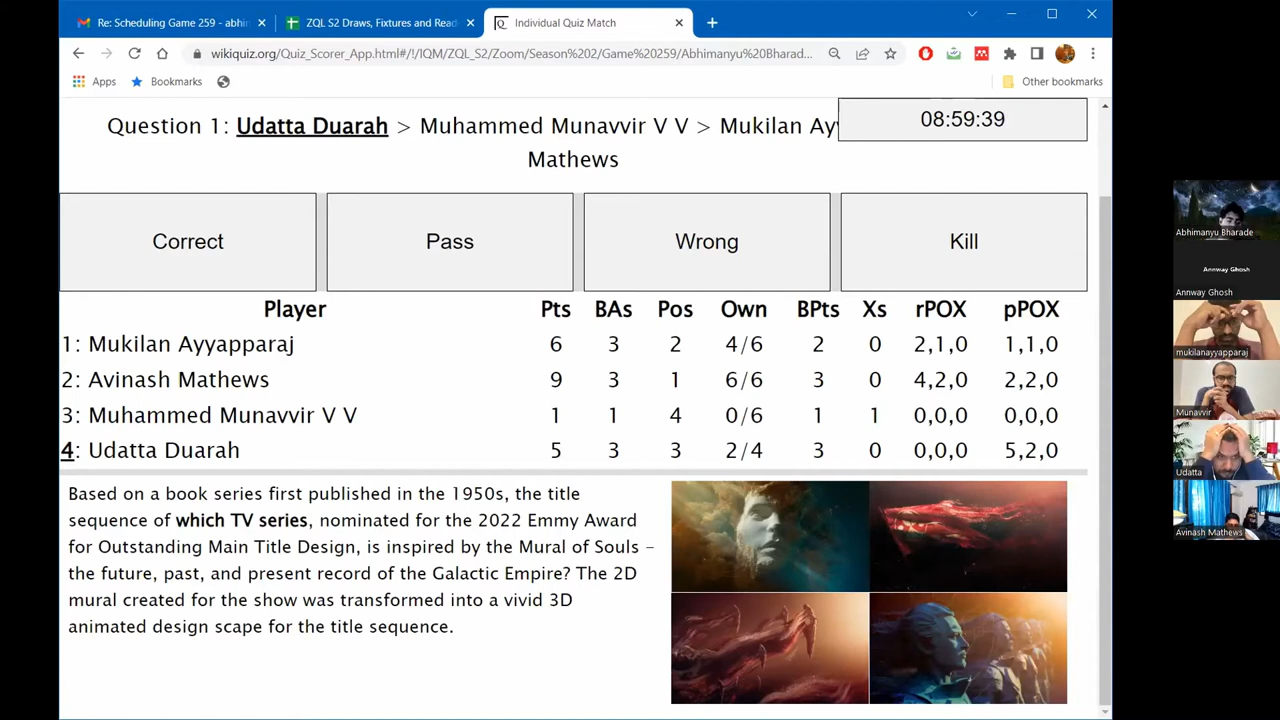 Re: Scheduling Game 259 - abhin
ZQL S2 Draws, Fixtures and Read
Individual Quiz Match
wikiquiz.org/Quiz_Scorer_App.html#/!/IQM/ZQL_S2/Zoom/Season%202/Game%20259/Abhimanyu%20Bharad...
Apps
Bookmarks
Other bookmarks
Question 1: Udatta Duarah > Muhammed Munavvir V V > Mukilan Ay
Mathews
08:59:39
Correct
Pass
Wrong
Kill
Player Pts BAs Pos Own BPts Xs rPOX pPOX
1: Mukilan Ayyapparaj 6 3 2 4/6 2 0 2,1,0 1,1,0
2: Avinash Mathews 9 3 1 6/6 3 0 4,2,0 2,2,0
3: Muhammed Munavvir V V 1 1 4 0/6 1 1 0,0,0 0,0,0
4: Udatta Duarah 5 3 3 2/4 3 0 0,0,0 5,2,0
Based on a book series first published in the 1950s, the title
sequence of which TV series, nominated for the 2022 Emmy Award
for Outstanding Main Title Design, is inspired by the Mural of Souls –
the future, past, and present record of the Galactic Empire? The 2D
mural created for the show was transformed into a vivid 3D
animated design scape for the title sequence.
Abhimanyu Bharade
Annway Ghosh
Annway Ghosh
mukilanayyapparaj
Munavvir
Udatta
Avinash Mathews